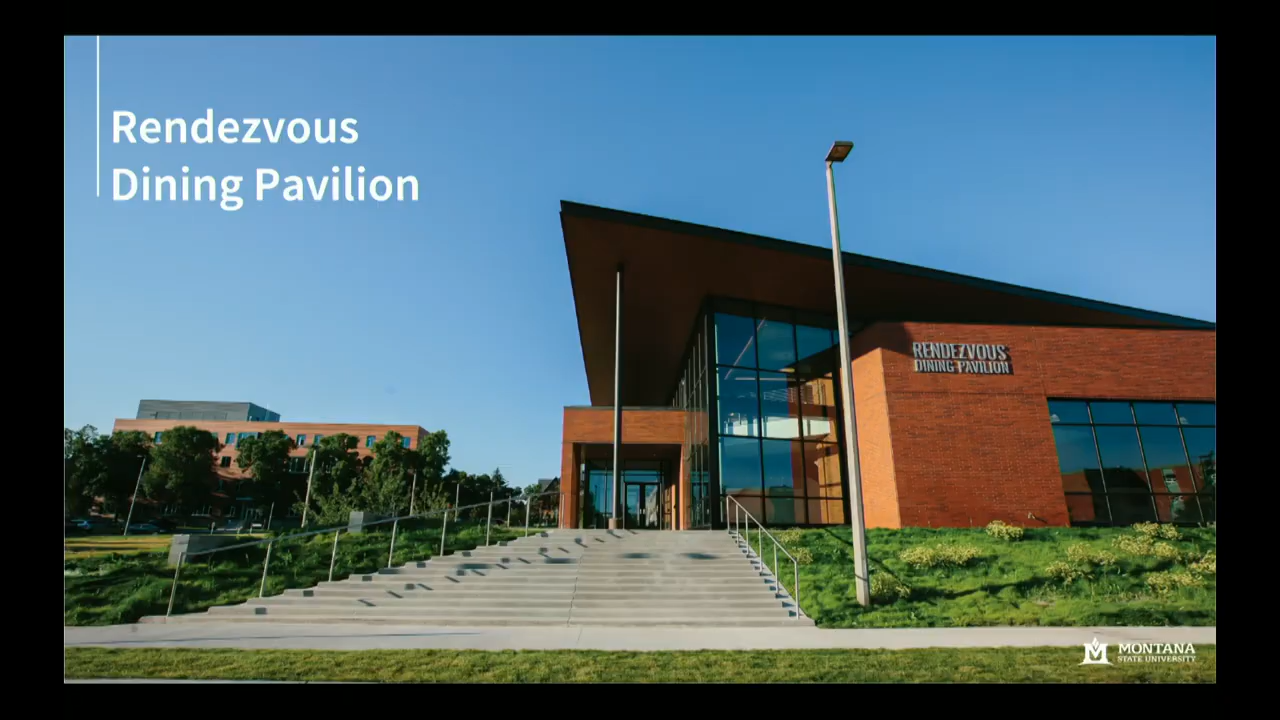 Rendezvous
Dining Pavilion
RENDEZVOUS
DINING PAVILION
MONTANA
STATE UNIVERSITY